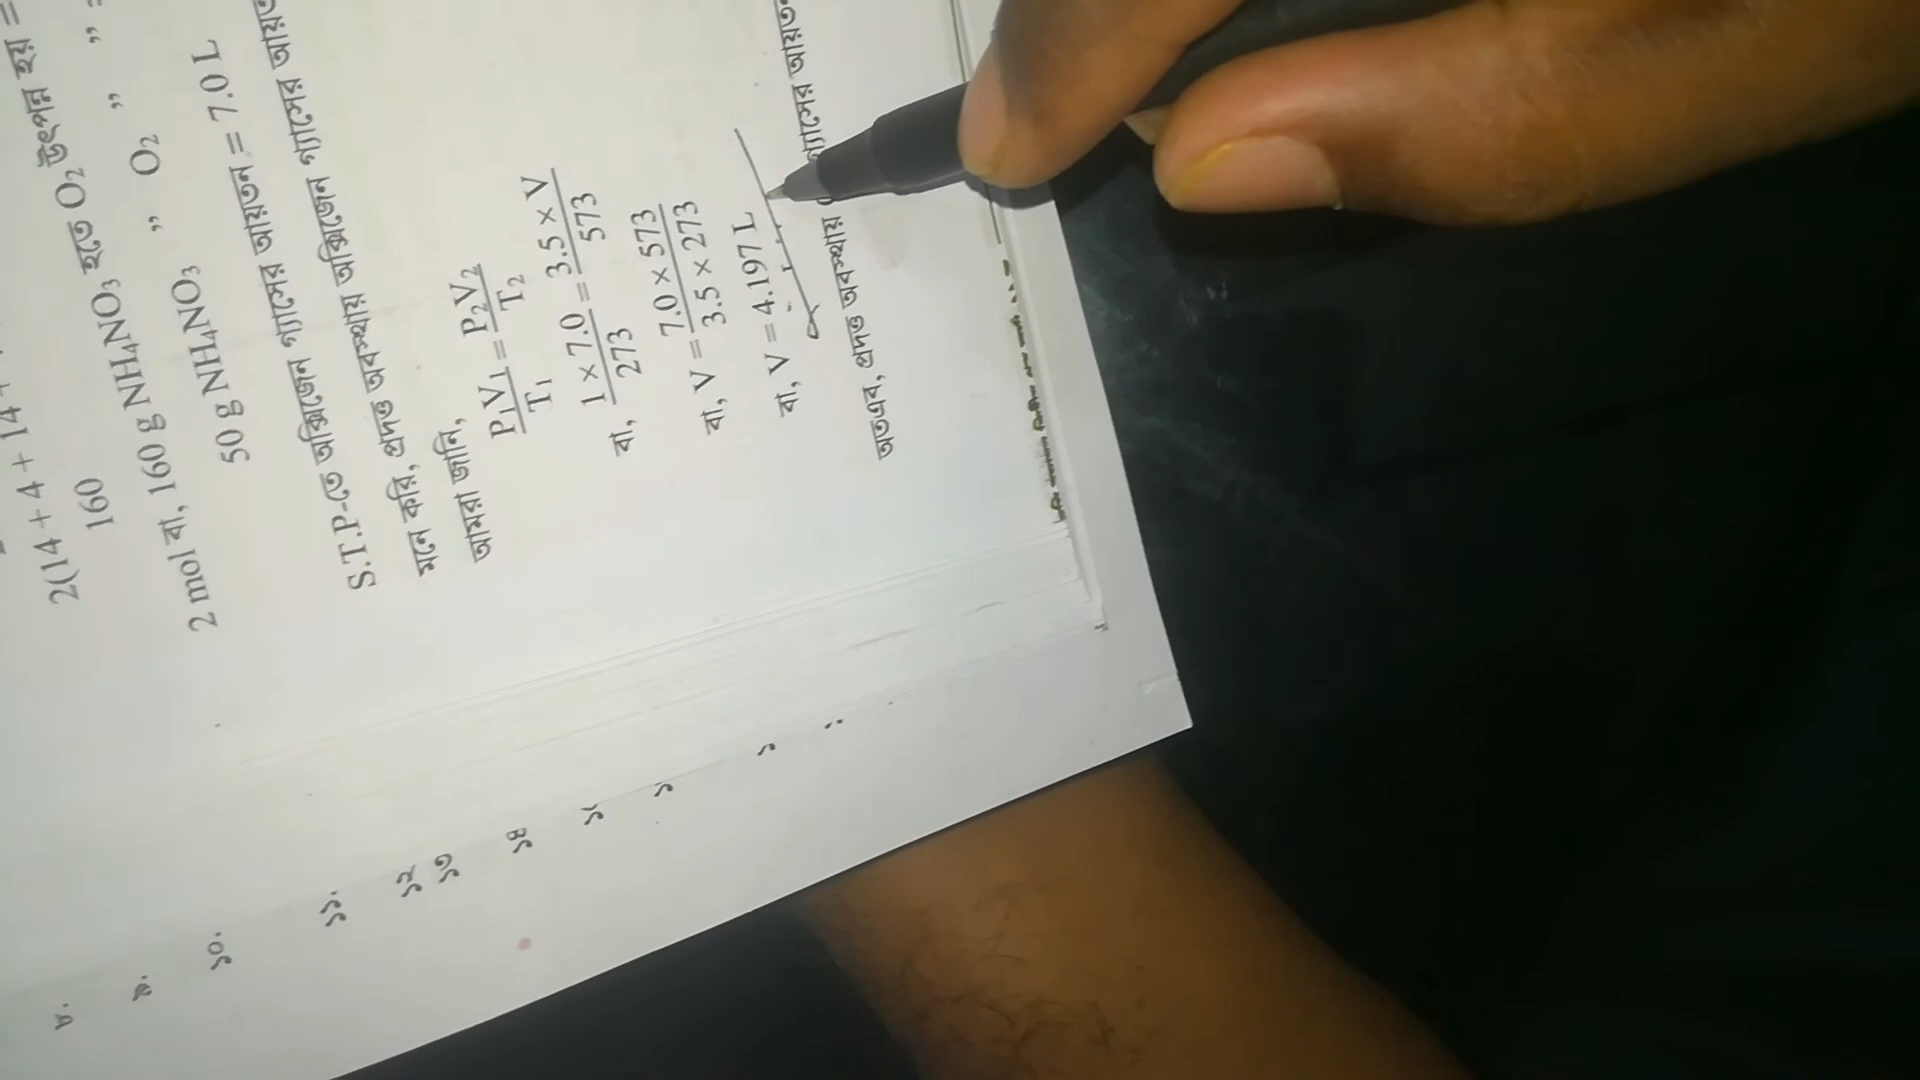 2(14 + 4 + 14 +
160 g NH₄NO₃ হতে O₂ উৎপন্ন হয় =
2 mol বা, 160 g NH₄NO₃ ,, O₂ ,, ,,
50 g NH₄NO₃
S.T.P-তে অক্সিজেন গ্যাসের আয়তন = 7.0 L
মনে করি, প্রদত্ত অবস্থায় অক্সিজেন গ্যাসের
আমরা জানি,
P₁V₁/T₁ = P₂V₂/T₂
বা, 1 × 7.0/273 = 3.5 × V/573
বা, V = 7.0 × 573/3.5 × 273
বা, V = 4.197 L
অতএব, প্রদত্ত অবস্থায় গ্যাসের
৮.
৯.
১০.
১১.
১২
১৩
১৪